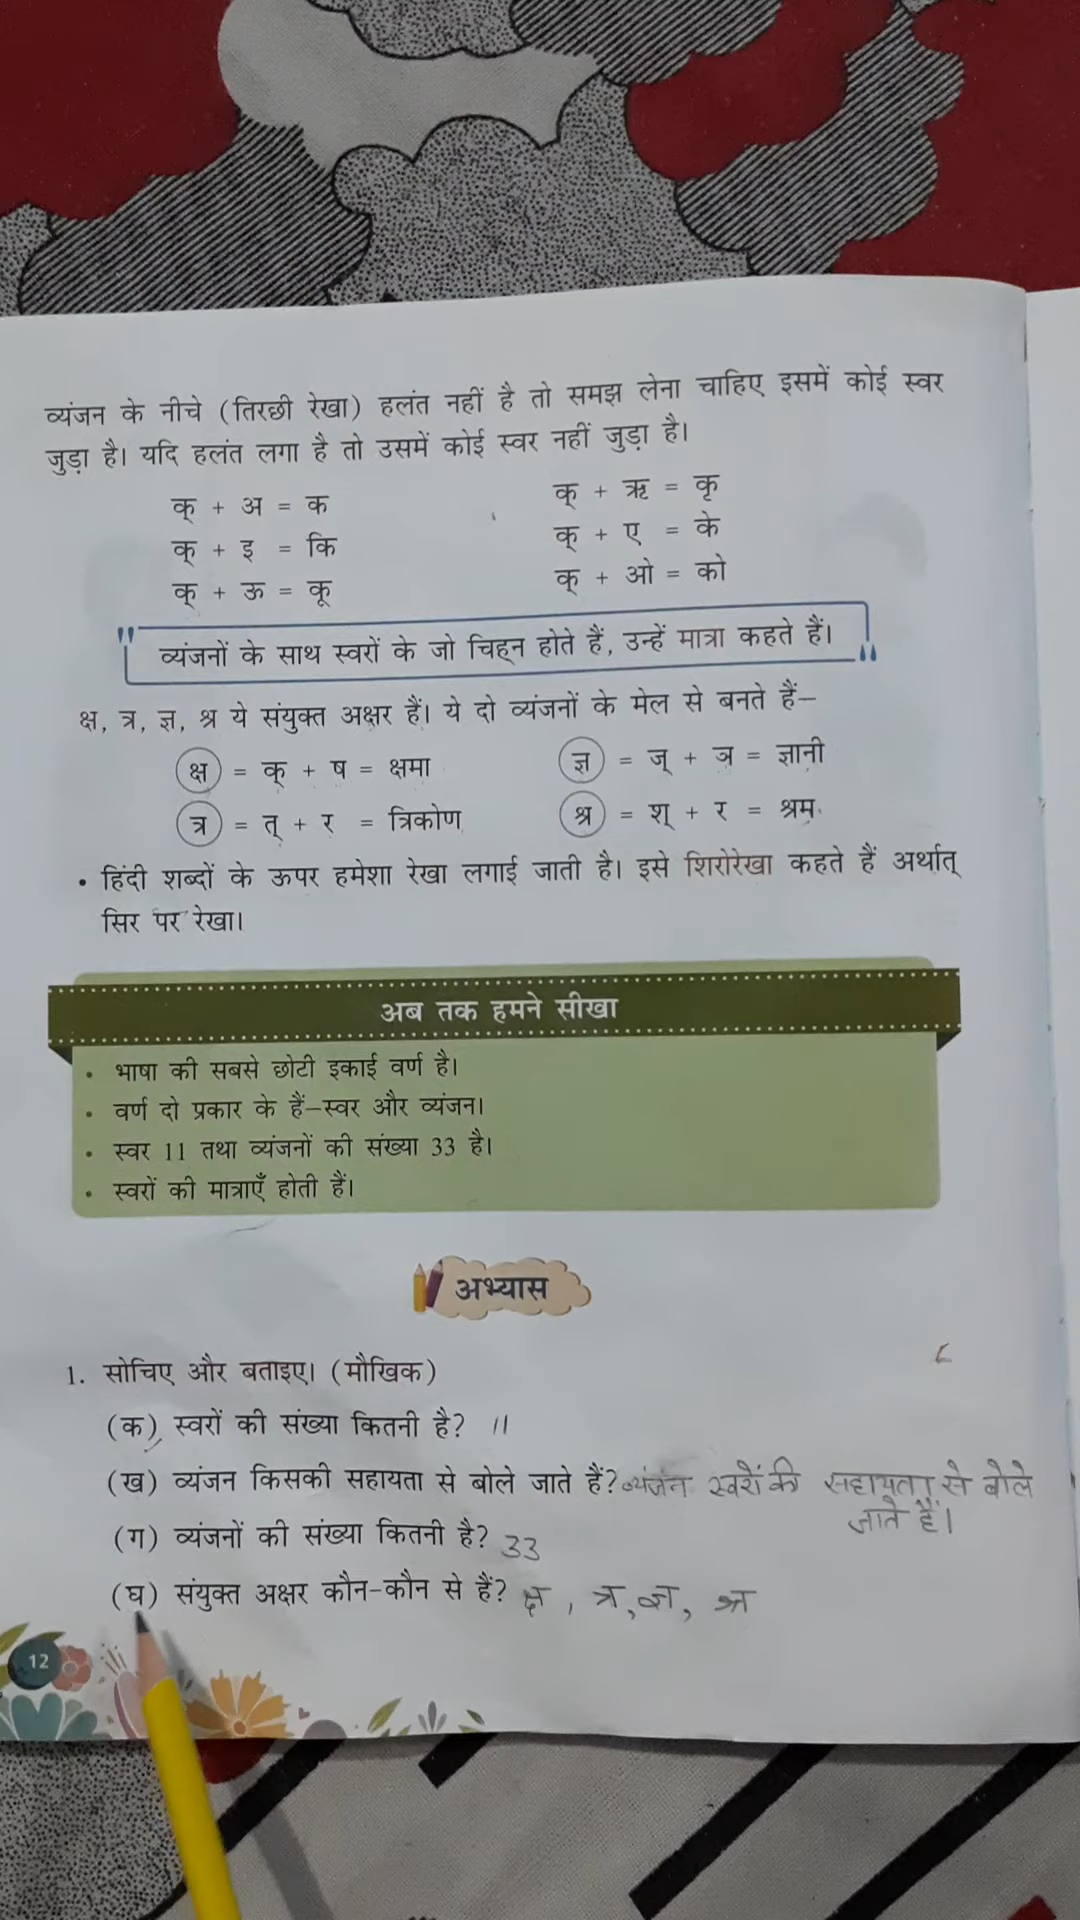 व्यंजन के नीचे (तिरछी रेखा) हलंत नहीं है तो समझ लेना चाहिए इसमें कोई स्वर
जुड़ा है। यदि हलंत लगा है तो उसमें कोई स्वर नहीं जुड़ा है।
क् + अ = क क् + ऋ = कृ
क् + इ = कि क् + ए = के
क् + ऊ = कू क् + ओ = को
"व्यंजनों के साथ स्वरों के जो चिह्न होते हैं, उन्हें मात्रा कहते हैं।"
क्ष, त्र, ज्ञ, श्र ये संयुक्त अक्षर हैं। ये दो व्यंजनों के मेल से बनते हैं–
क्ष = क् + ष = क्षमा ज्ञ = ज् + ञ = ज्ञानी
त्र = त् + र = त्रिकोण श्र = श् + र = श्रम
• हिंदी शब्दों के ऊपर हमेशा रेखा लगाई जाती है। इसे शिरोरेखा कहते हैं अर्थात्
सिर पर रेखा।
अब तक हमने सीखा
• भाषा की सबसे छोटी इकाई वर्ण है।
• वर्ण दो प्रकार के हैं–स्वर और व्यंजन।
• स्वर 11 तथा व्यंजनों की संख्या 33 है।
• स्वरों की मात्राएँ होती हैं।
अभ्यास
1. सोचिए और बताइए। (मौखिक)
(क) स्वरों की संख्या कितनी है? 11
(ख) व्यंजन किसकी सहायता से बोले जाते हैं? व्यंजन स्वरों की सहायता से बोले
जाते हैं।
(ग) व्यंजनों की संख्या कितनी है? 33
(घ) संयुक्त अक्षर कौन-कौन से हैं? क्ष, त्र, ज्ञ, श्र
12